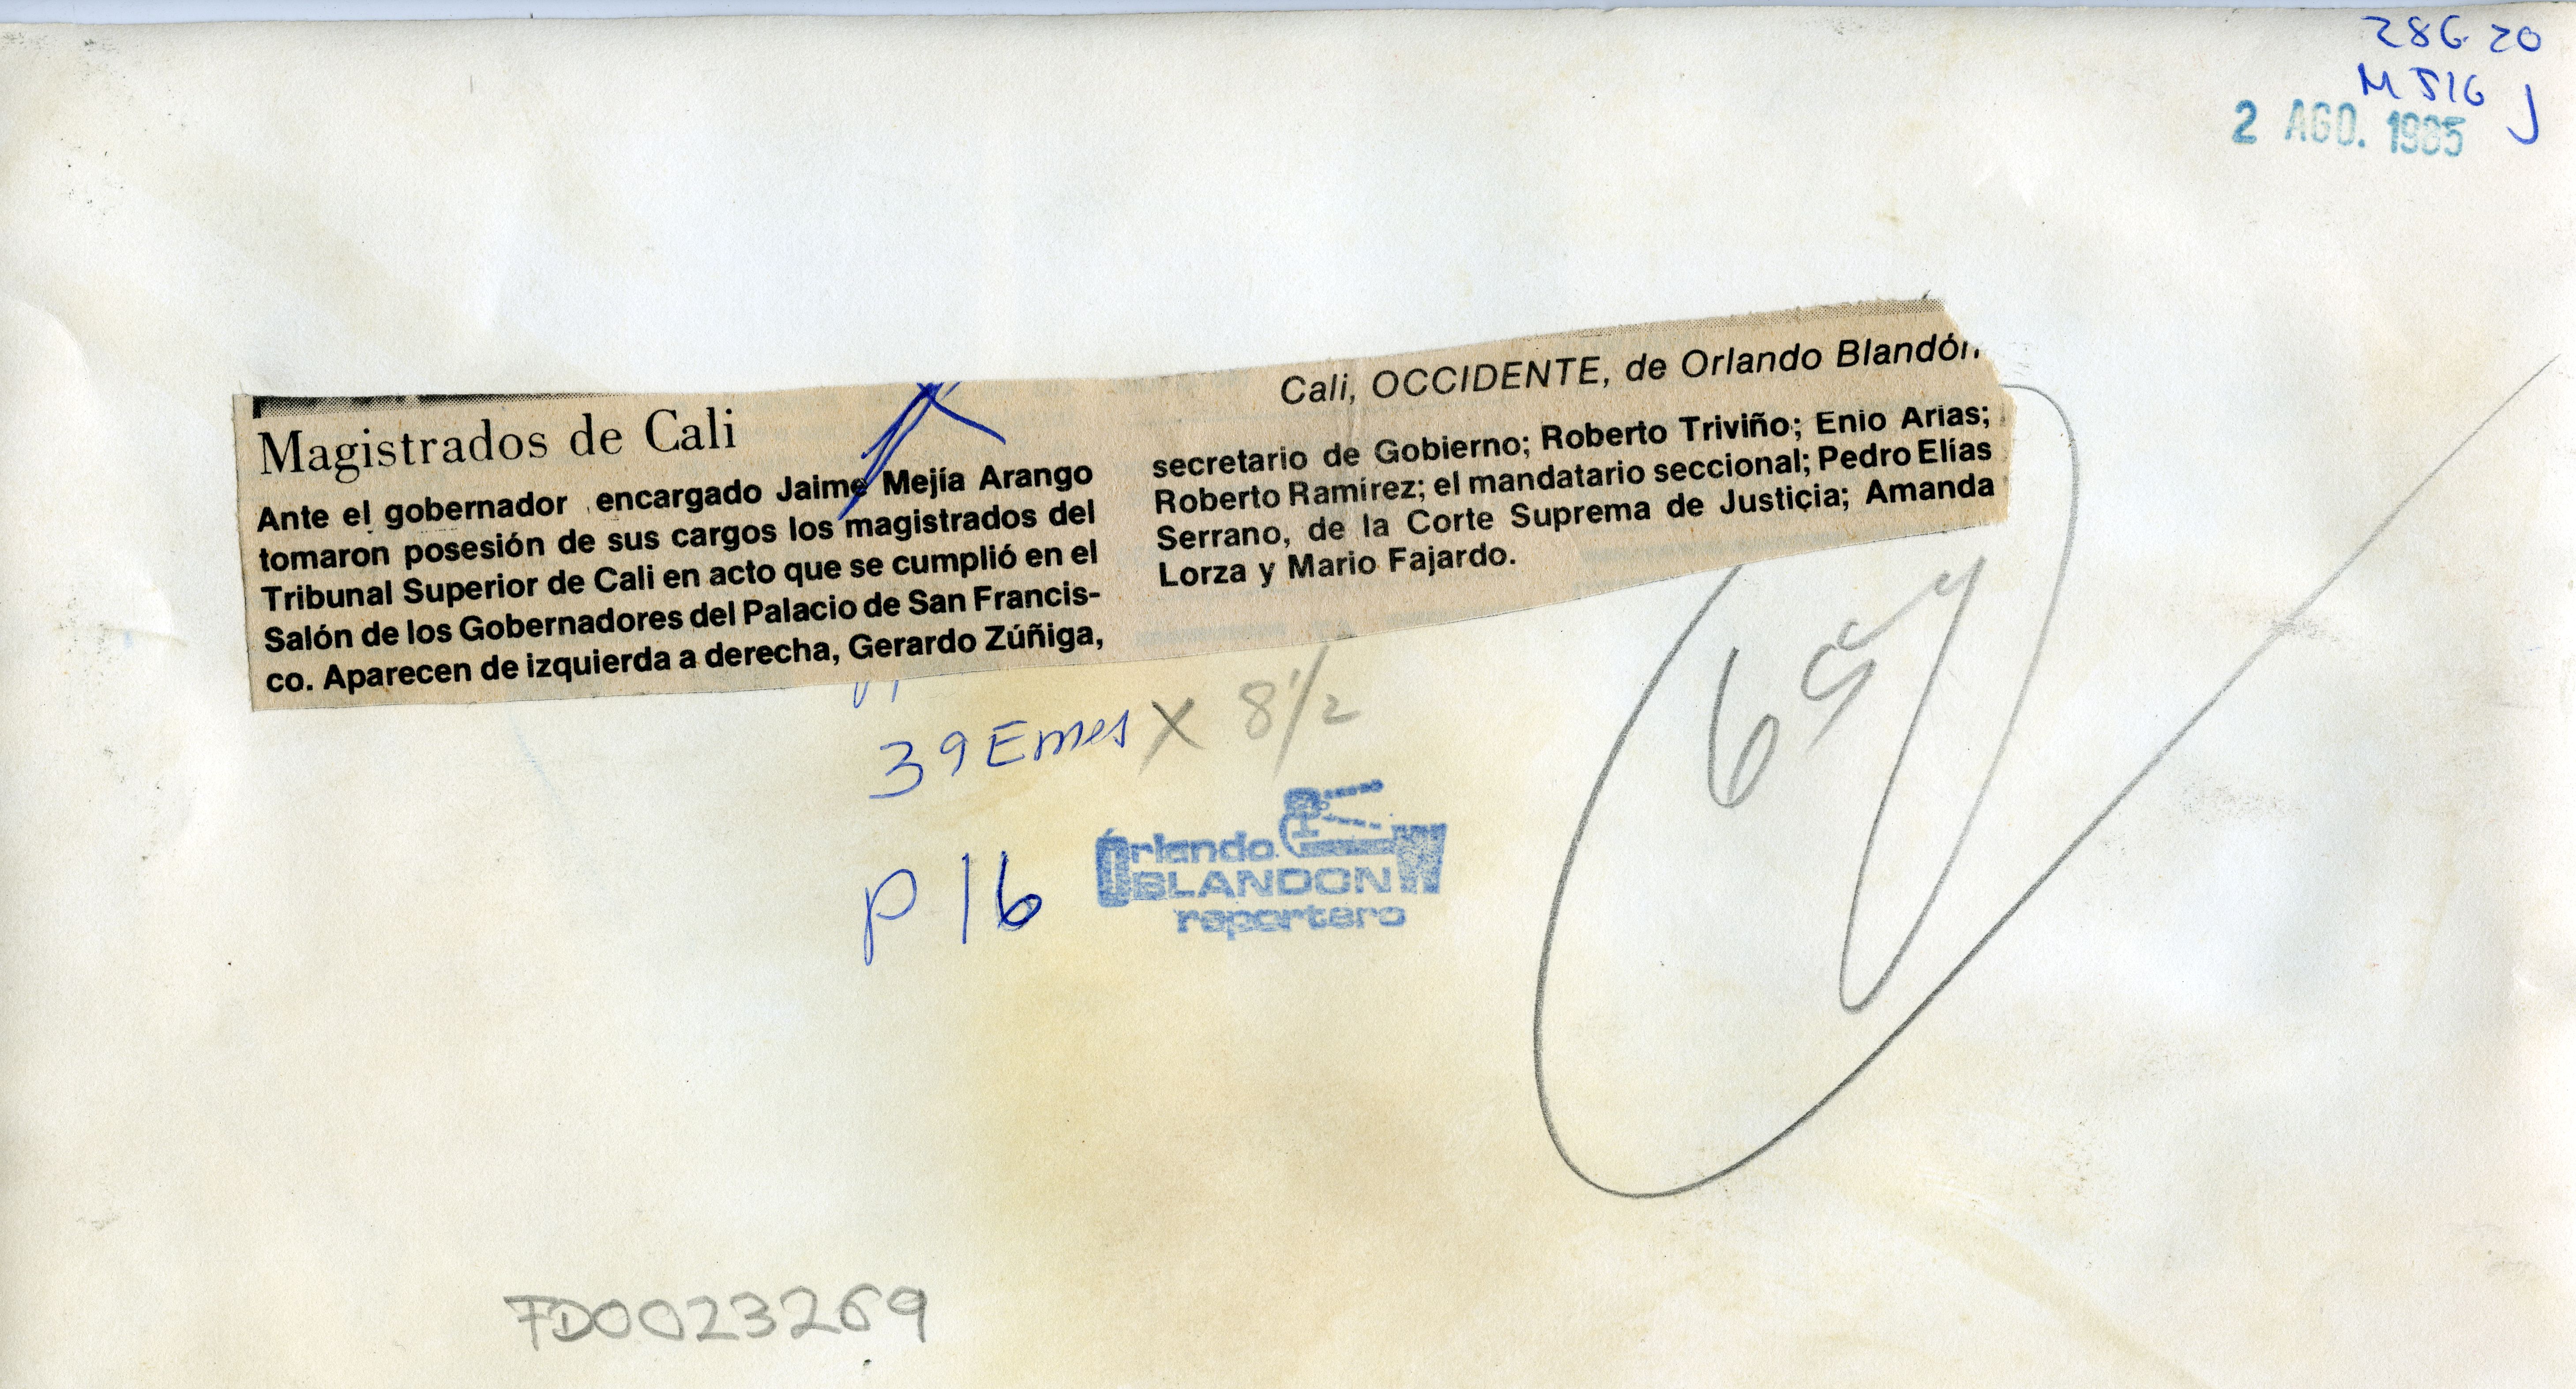 286 20
M516 J
2 AGO. 1985
Cali, OCCIDENTE, de Orlando Blandón
Magistrados de Cali
Ante el gobernador encargado Jaime Mejía Arango
tomaron posesión de sus cargos los magistrados del
Tribunal Superior de Cali en acto que se cumplió en el
Salón de los Gobernadores del Palacio de San Francis-
co. Aparecen de izquierda a derecha, Gerardo Zúñiga,
secretario de Gobierno; Roberto Triviño; Enio Arias;
Roberto Ramírez; el mandatario seccional; Pedro Elías
Serrano, de la Corte Suprema de Justicia; Amanda
Lorza y Mario Fajardo.
39 Emes x 8 1/2
P 16
Orlando
BLANDON
reportero
FD0023269